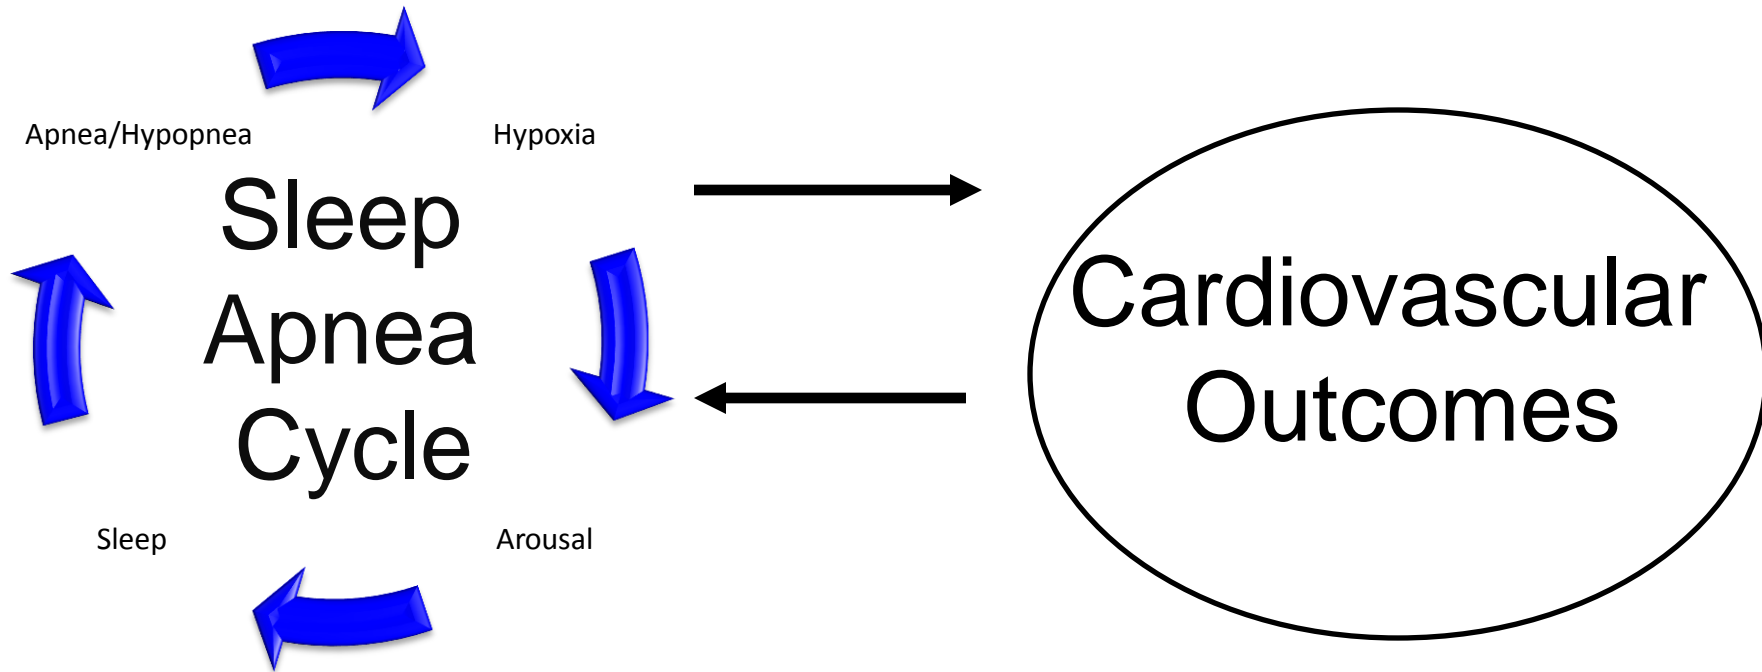 Apnea/Hypopnea
Hypoxia
Sleep
Apnea
Cycle
Sleep
Arousal
Cardiovascular
Outcomes